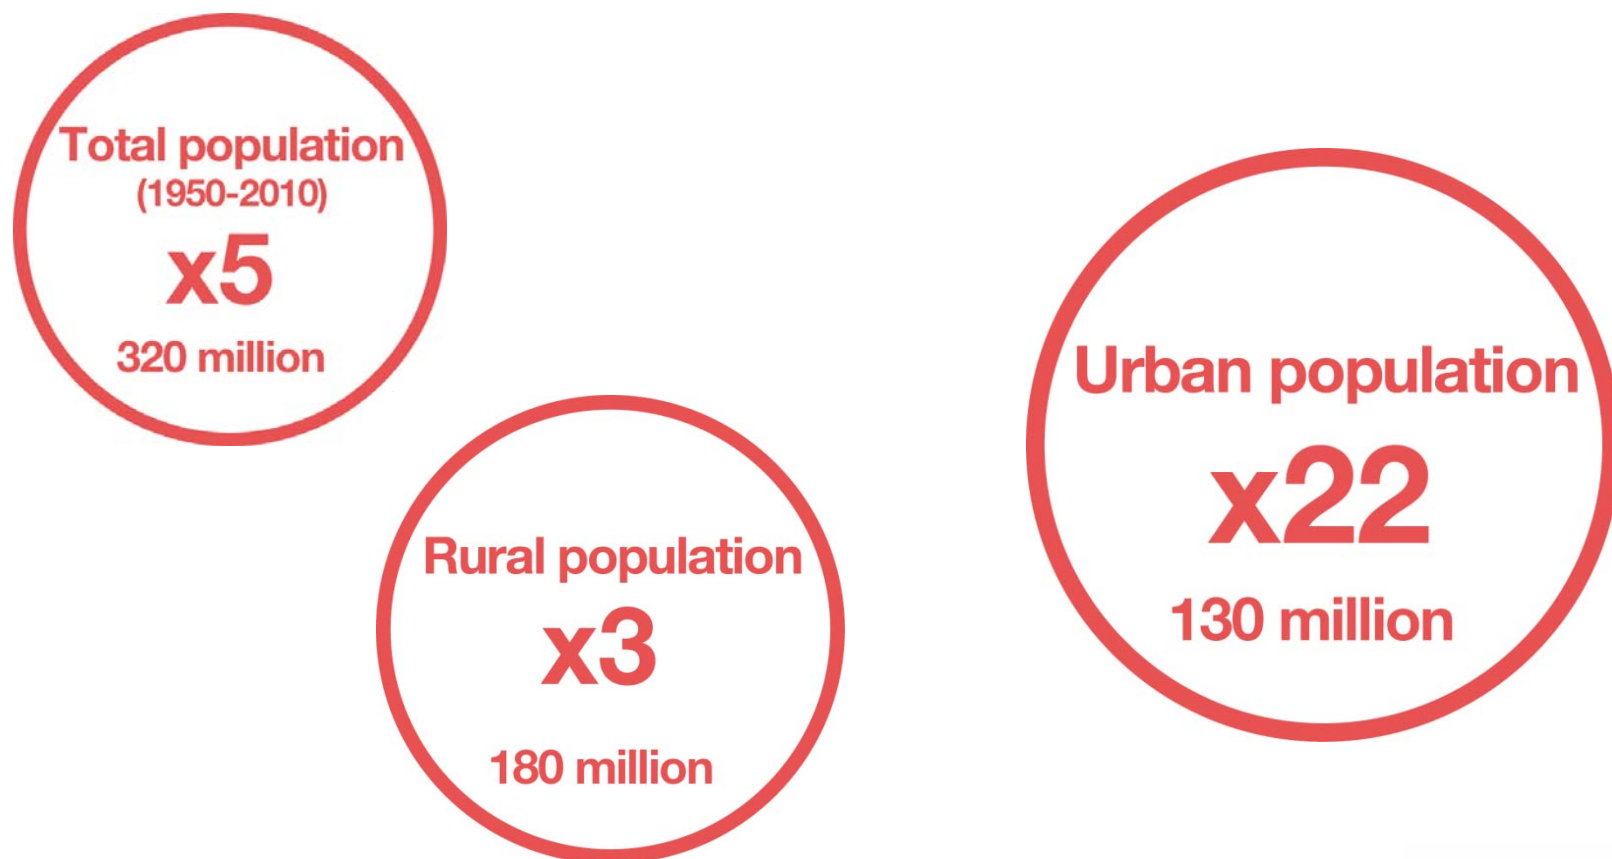 Total population
(1950-2010)
x5
320 million
Rural population
x3
180 million
Urban population
x22
130 million